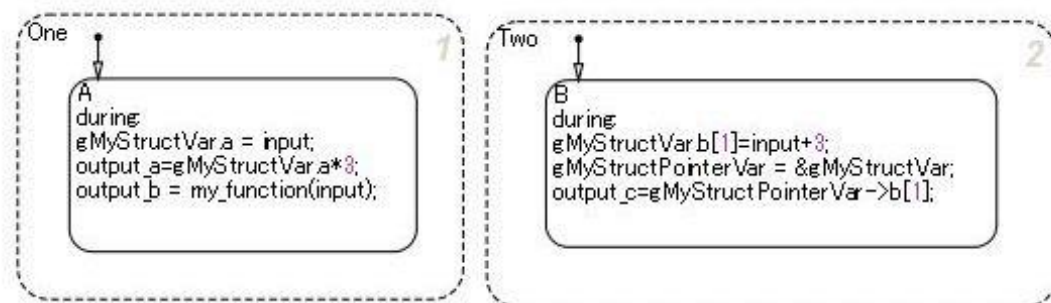 One
1
A
during:
gMyStructVar.a = input;
output_a=gMyStructVar.a*3;
output_b = my_function(input);
Two
2
B
during:
gMyStructVar.b[1]=input+3;
gMyStructPointerVar = &gMyStructVar;
output_c=gMyStructPointerVar->b[1];